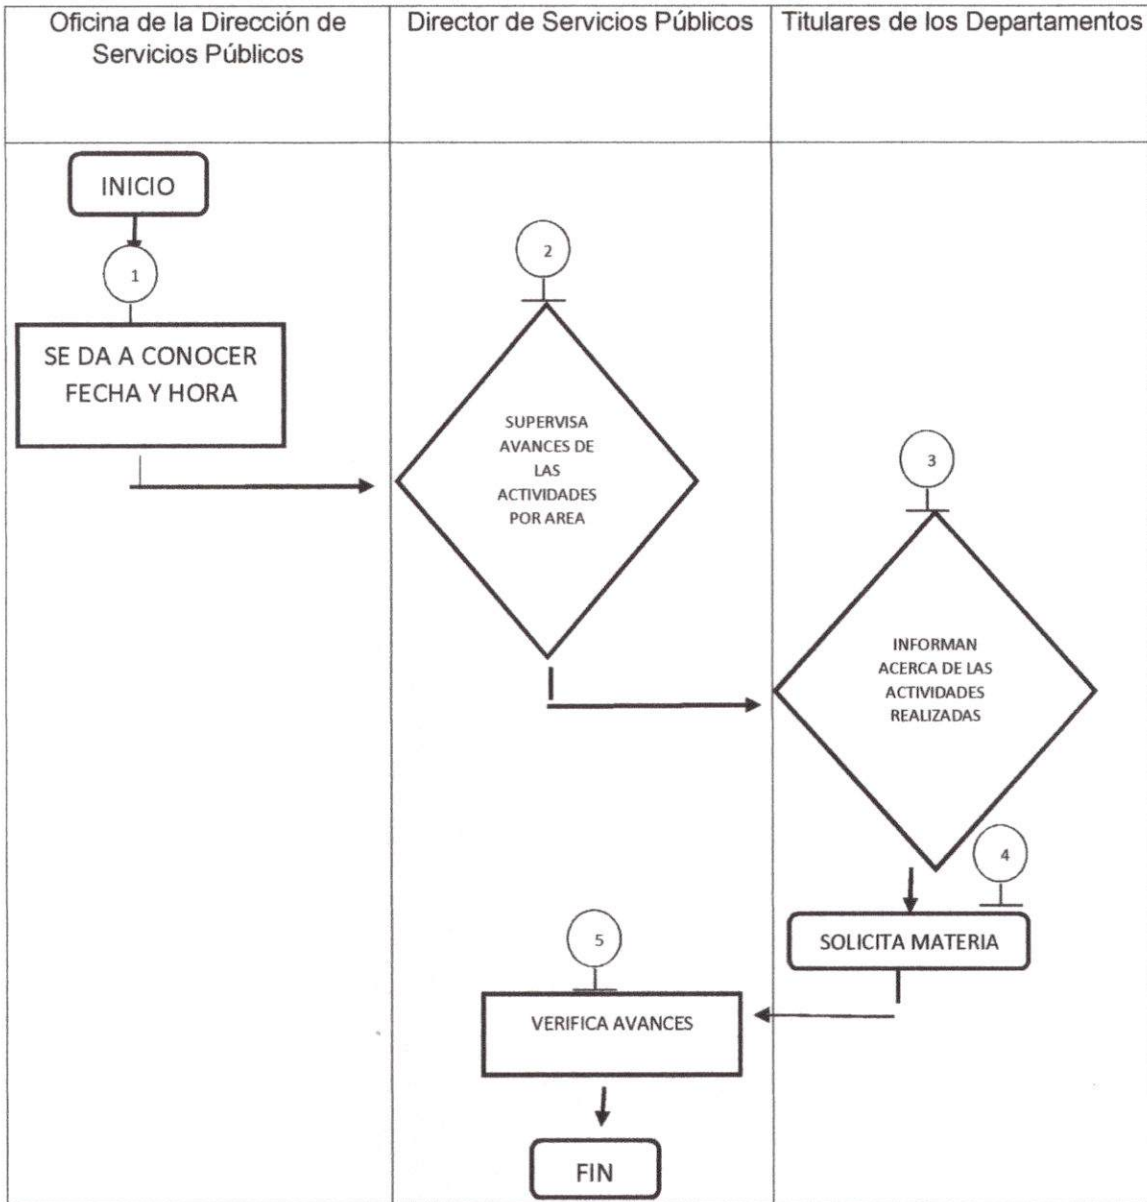 Oficina de la Dirección de
Servicios Públicos
Director de Servicios Públicos
Titulares de los Departamentos
INICIO
1
SE DA A CONOCER
FECHA Y HORA
2
SUPERVISA
AVANCES DE
LAS
ACTIVIDADES
POR AREA
3
INFORMAN
ACERCA DE LAS
ACTIVIDADES
REALIZADAS
4
SOLICITA MATERIA
5
VERIFICA AVANCES
FIN